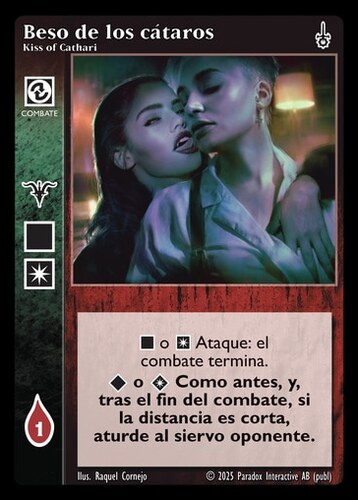 Beso de los cátaros
Kiss of Cathari
COMBATE
o Ataque: el
combate termina.
o Como antes, y,
tras el fin del combate, si
la distancia es corta,
aturde al siervo oponente.
1
Ilus. Raquel Cornejo © 2025 Paradox Interactive AB (publ)